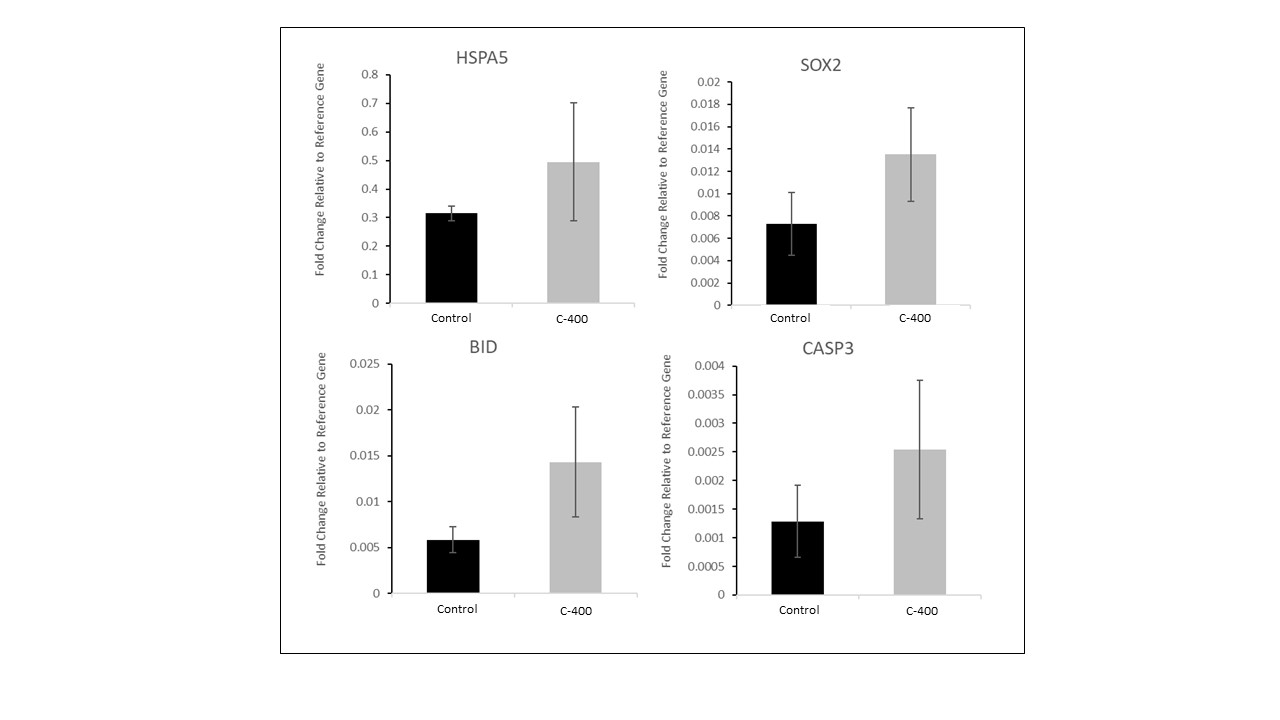 HSPA5
Fold Change Relative to Reference Gene
0.8
0.7
0.6
0.5
0.4
0.3
0.2
0.1
0
Control
C-400
SOX2
Fold Change Relative to Reference Gene
0.02
0.018
0.016
0.014
0.012
0.01
0.008
0.006
0.004
0.002
0
Control
C-400
BID
Fold Change Relative to Reference Gene
0.025
0.02
0.015
0.01
0.005
0
Control
C-400
CASP3
Fold Change Relative to Reference Gene
0.004
0.0035
0.003
0.0025
0.002
0.0015
0.001
0.0005
0
Control
C-400